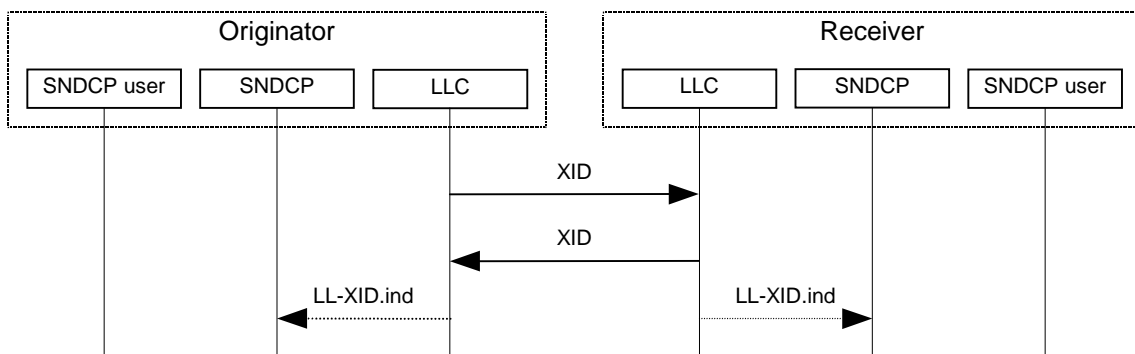 Originator
Receiver
SNDCP user
SNDCP
LLC
LLC
SNDCP
SNDCP user
XID
XID
LL-XID.ind
LL-XID.ind